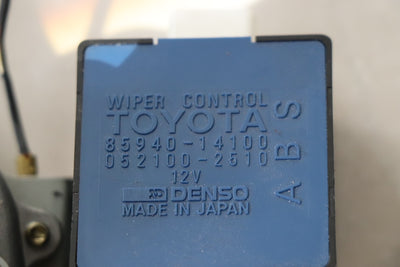 WIPER CONTROL
TOYOTA
85940-14100
052100-2510
12V
DENSO
MADE IN JAPAN
ABS